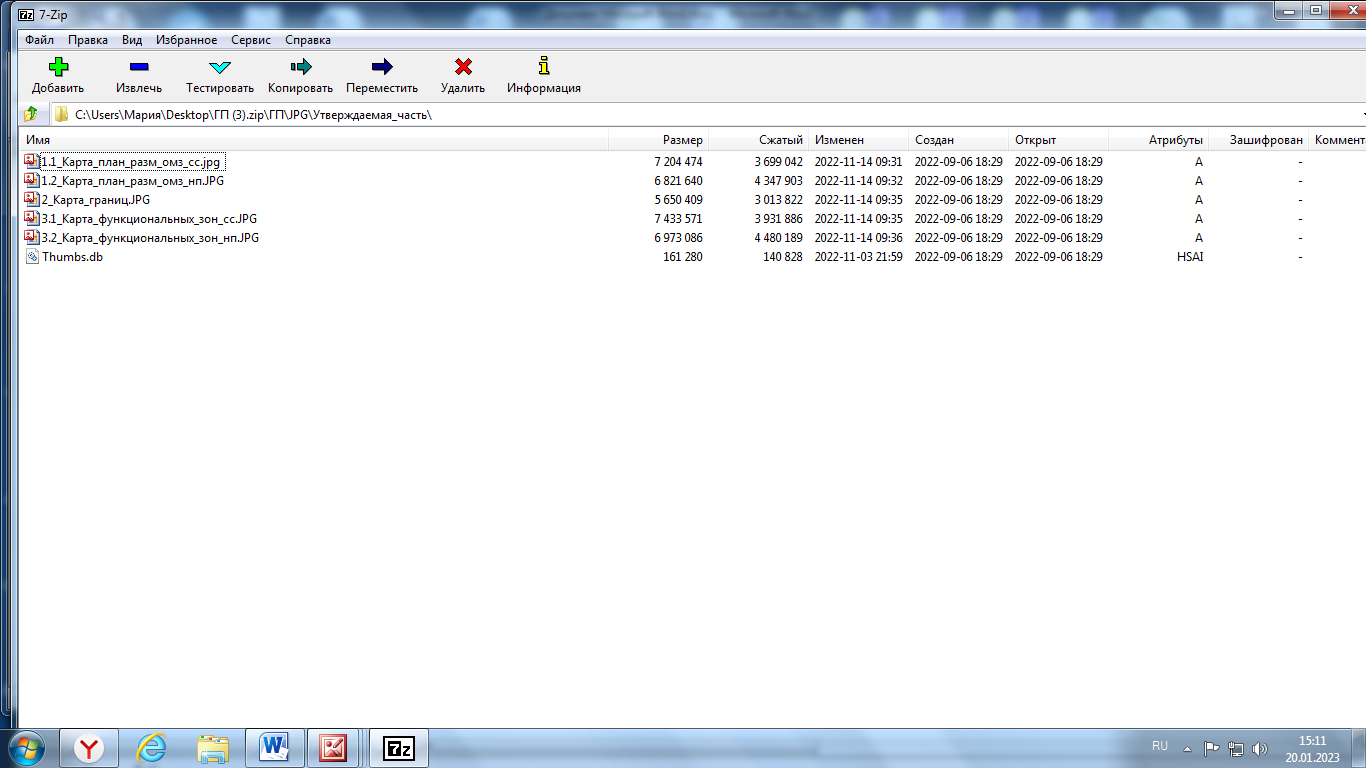 7-Zip
Файл Правка Вид Избранное Сервис Справка
Добавить Извлечь Тестировать Копировать Переместить Удалить Информация
C:\Users\Мария\Desktop\ГП (3).zip\ГП\JPG\Утверждаемая_часть\
Имя Размер Сжатый Изменен Создан Открыт Атрибуты Зашифрован Коммент
1.1_Карта_план_разм_омз_сс.jpg 7 204 474 3 699 042 2022-11-14 09:31 2022-09-06 18:29 2022-09-06 18:29 A -
1.2_Карта_план_разм_омз_нп.JPG 6 821 640 4 347 903 2022-11-14 09:32 2022-09-06 18:29 2022-09-06 18:29 A -
2_Карта_границ.JPG 5 650 409 3 013 822 2022-11-14 09:35 2022-09-06 18:29 2022-09-06 18:29 A -
3.1_Карта_функциональных_зон_сс.JPG 7 433 571 3 931 886 2022-11-14 09:35 2022-09-06 18:29 2022-09-06 18:29 A -
3.2_Карта_функциональных_зон_нп.JPG 6 973 086 4 480 189 2022-11-14 09:36 2022-09-06 18:29 2022-09-06 18:29 A -
Thumbs.db 161 280 140 828 2022-11-03 21:59 2022-09-06 18:29 2022-09-06 18:29 HSAI -
RU 15:11
20.01.2023